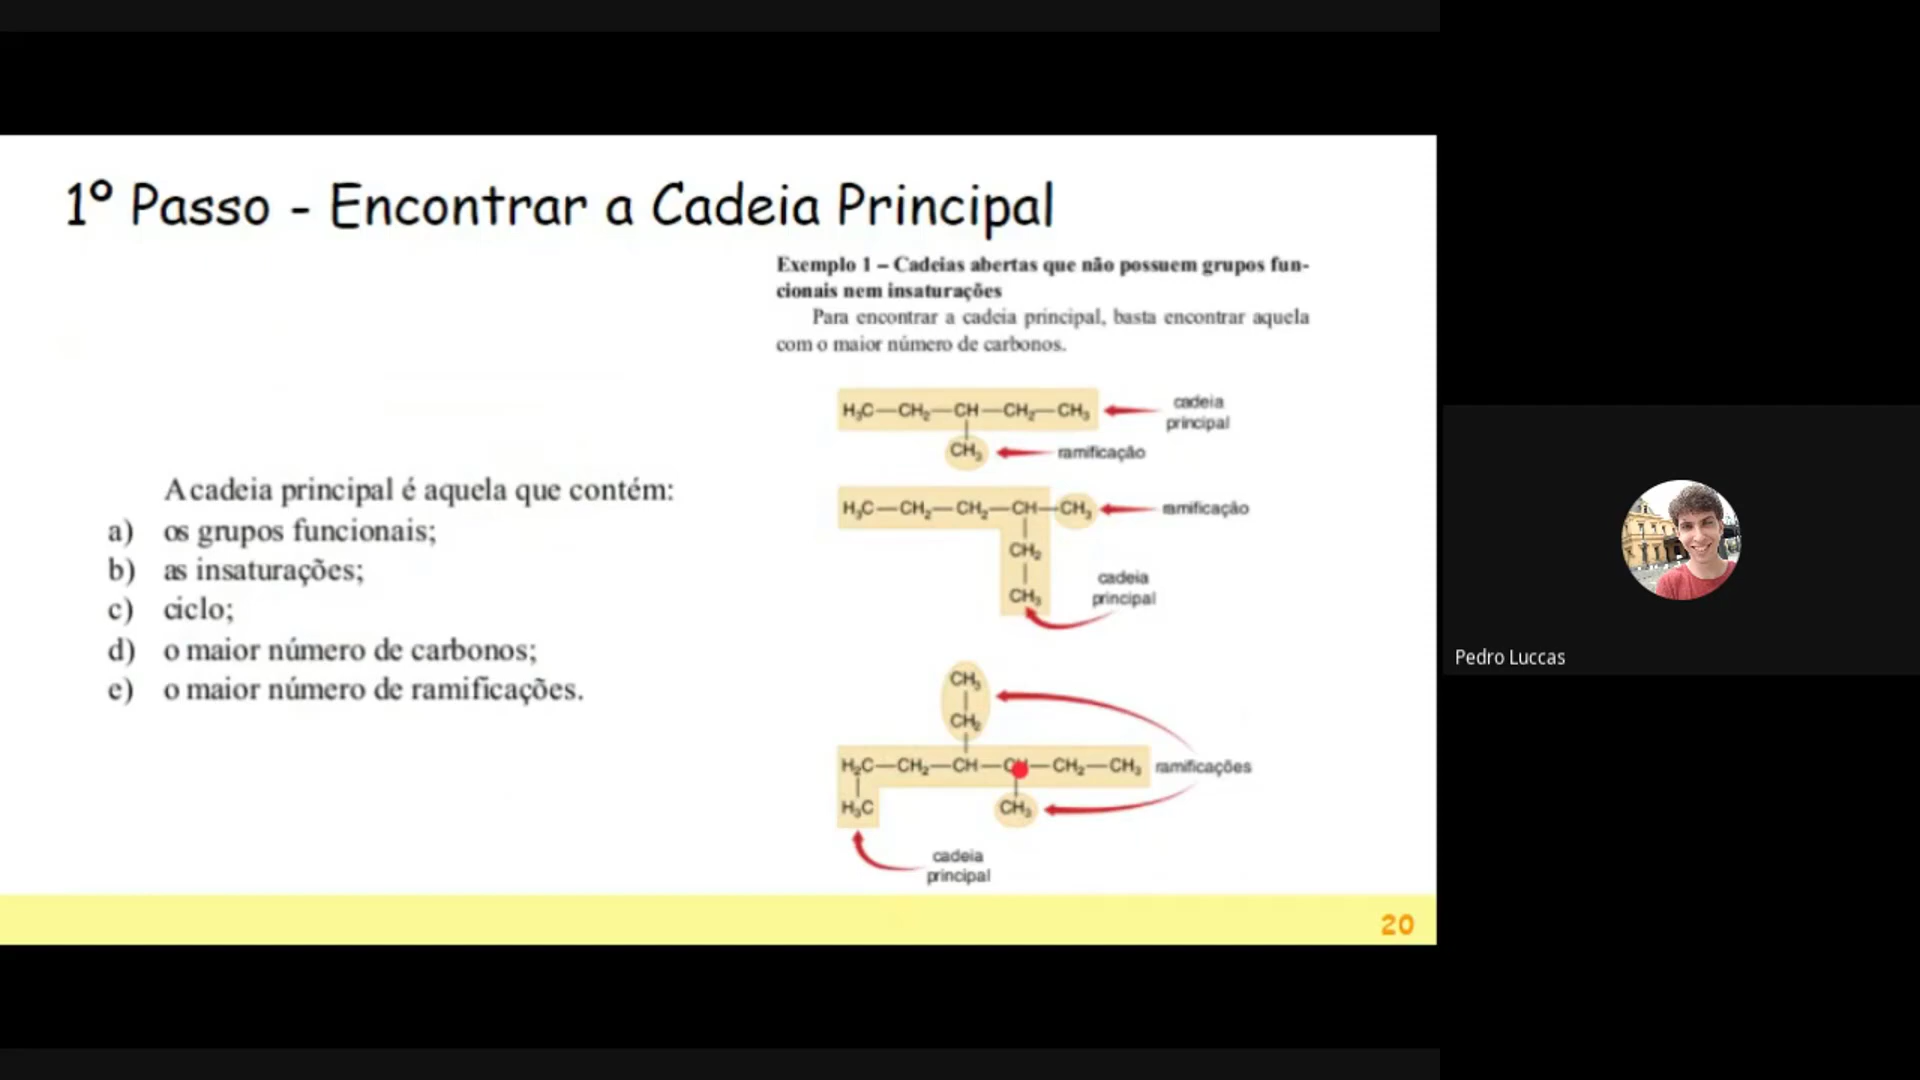 1º Passo - Encontrar a Cadeia Principal
Exemplo 1 – Cadeias abertas que não possuem grupos fun-
cionais nem insaturações
Para encontrar a cadeia principal, basta encontrar aquela
com o maior número de carbonos.
A cadeia principal é aquela que contém:
a) os grupos funcionais;
b) as insaturações;
c) ciclo;
d) o maior número de carbonos;
e) o maior número de ramificações.
H₃C—CH₂—CH—CH₂—CH₃
cadeia
principal
CH₃
ramificação
H₃C—CH₂—CH₂—CH—CH₃
ramificação
CH₂
CH₃
cadeia
principal
CH₃
CH₂
H₂C—CH₂—CH—CH—CH₂—CH₃
ramificações
H₃C
CH₃
cadeia
principal
20
Pedro Luccas